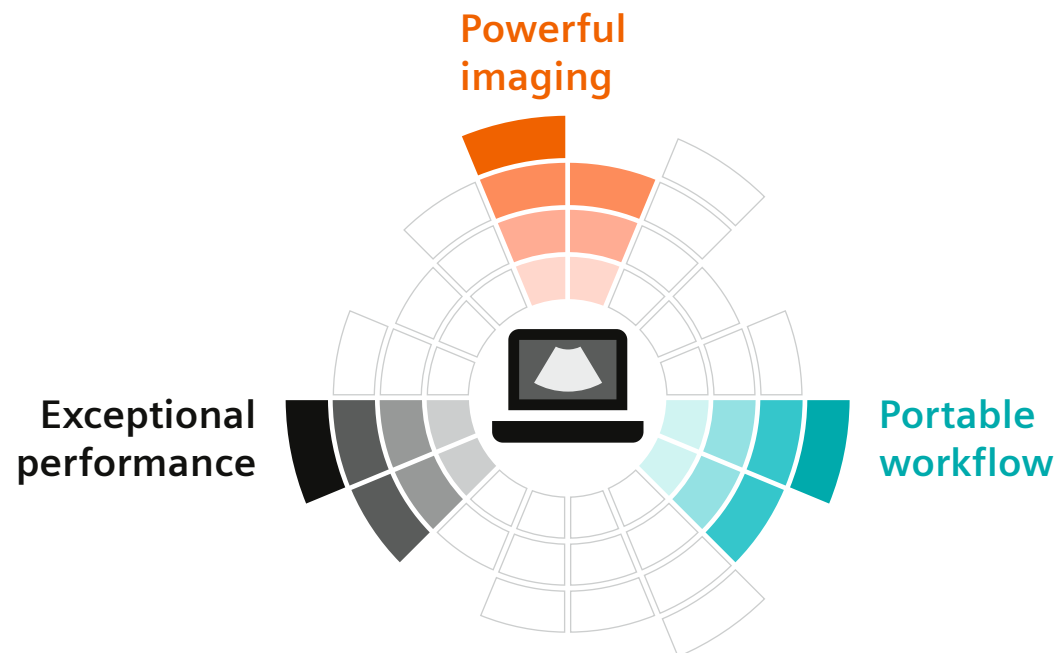 Powerful
imaging
Exceptional
performance
Portable
workflow